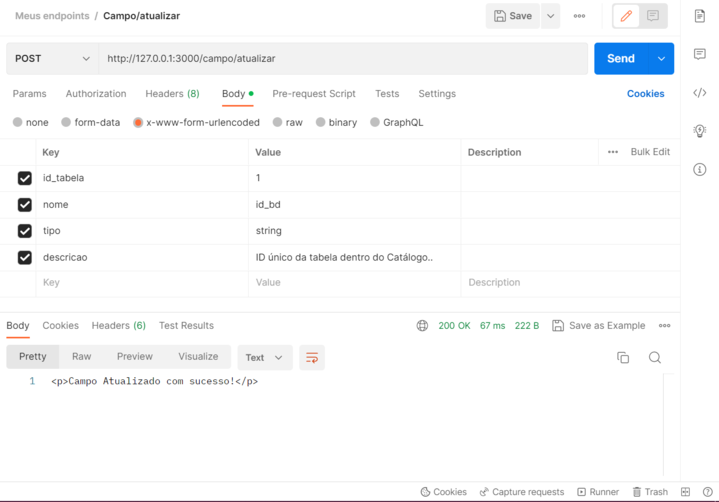 Meus endpoints / Campo/atualizar
Save
POST http://127.0.0.1:3000/campo/atualizar
Send
Params Authorization Headers (8) Body Pre-request Script Tests Settings Cookies
none form-data x-www-form-urlencoded raw binary GraphQL
Key Value Description Bulk Edit
id_tabela 1
nome id_bd
tipo string
descricao ID único da tabela dentro do Catálogo..
Key Value Description
Body Cookies Headers (6) Test Results 200 OK 67 ms 222 B Save as Example
Pretty Raw Preview Visualize Text
1 <p>Campo Atualizado com sucesso!</p>
Cookies Capture requests Runner Trash